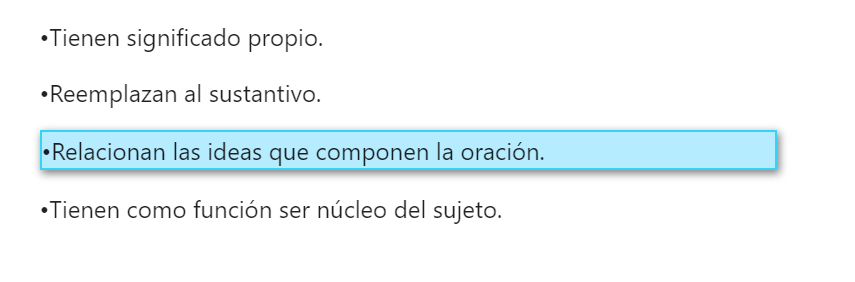 •Tienen significado propio.
•Reemplazan al sustantivo.
•Relacionan las ideas que componen la oración.
•Tienen como función ser núcleo del sujeto.